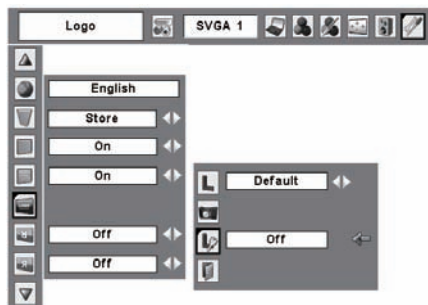 Logo
SVGA 1
English
Store
On
On
Default
Off
Off
Off